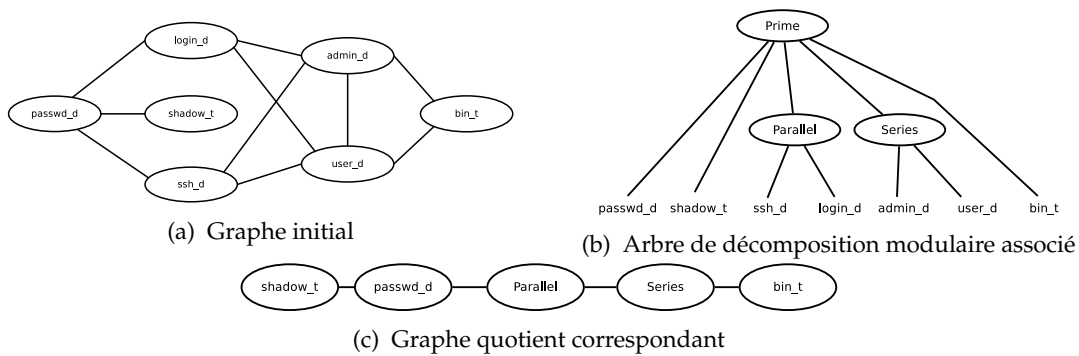 login_d
admin_d
passwd_d
shadow_t
bin_t
ssh_d
user_d
(a) Graphe initial
Prime
Parallel
Series
passwd_d shadow_t ssh_d login_d admin_d user_d bin_t
(b) Arbre de décomposition modulaire associé
shadow_t passwd_d Parallel Series bin_t
(c) Graphe quotient correspondant